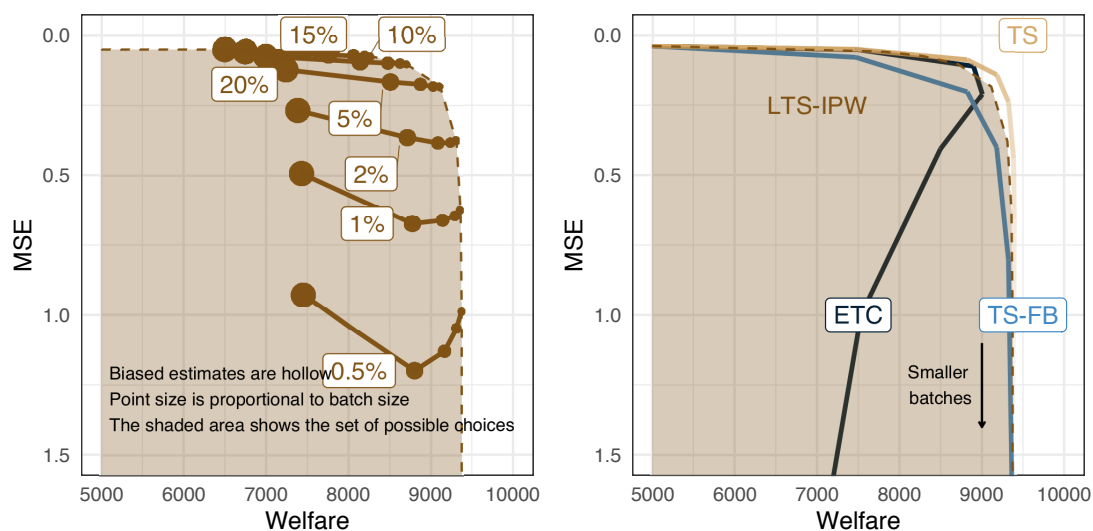 0.0
0.5
1.0
1.5
MSE
5000 6000 7000 8000 9000 10000
Welfare
15%
10%
20%
5%
2%
1%
0.5%
Biased estimates are hollow
Point size is proportional to batch size
The shaded area shows the set of possible choices
0.0
0.5
1.0
1.5
MSE
5000 6000 7000 8000 9000 10000
Welfare
TS
LTS-IPW
ETC
TS-FB
Smaller
batches